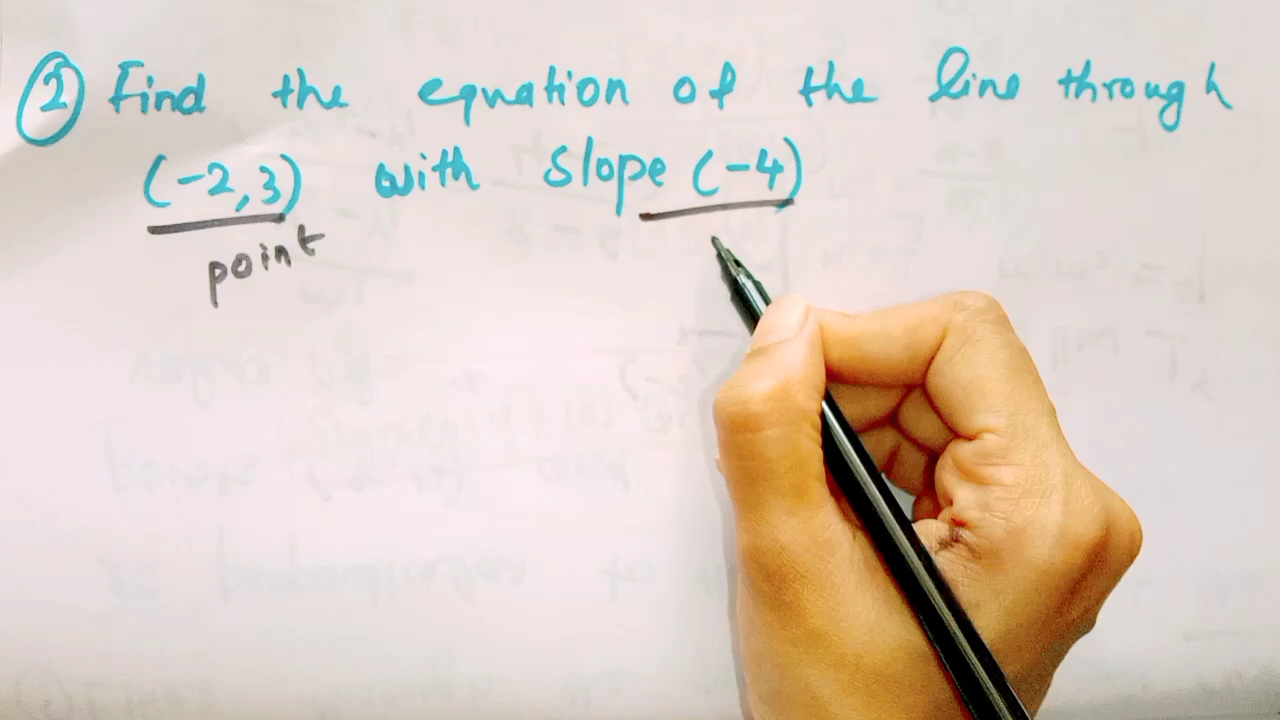 ② Find the equation of the line through
(-2,3) with slope (-4)
point